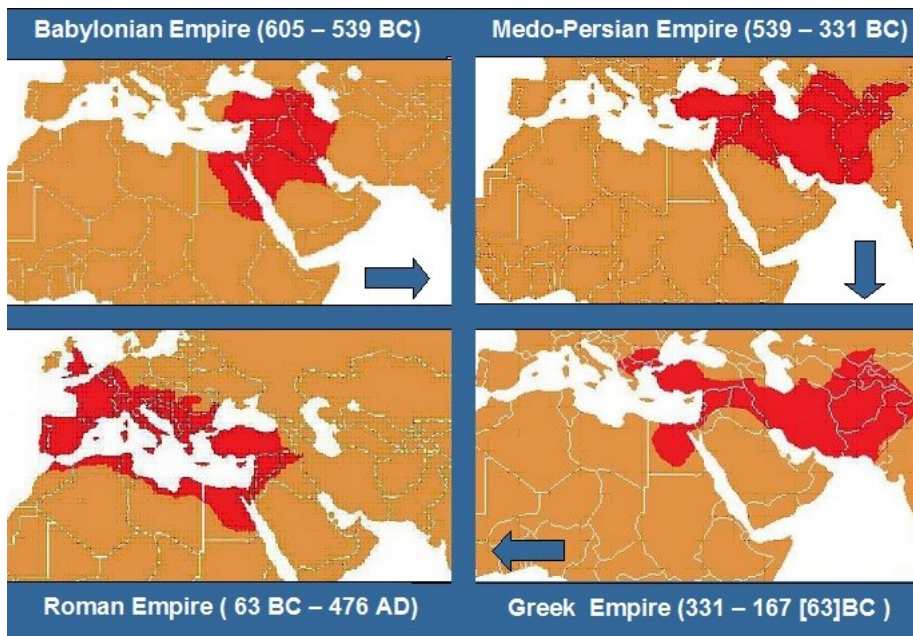 Babylonian Empire (605 – 539 BC)
Medo-Persian Empire (539 – 331 BC)
Roman Empire ( 63 BC – 476 AD)
Greek  Empire (331 – 167 [63]BC )